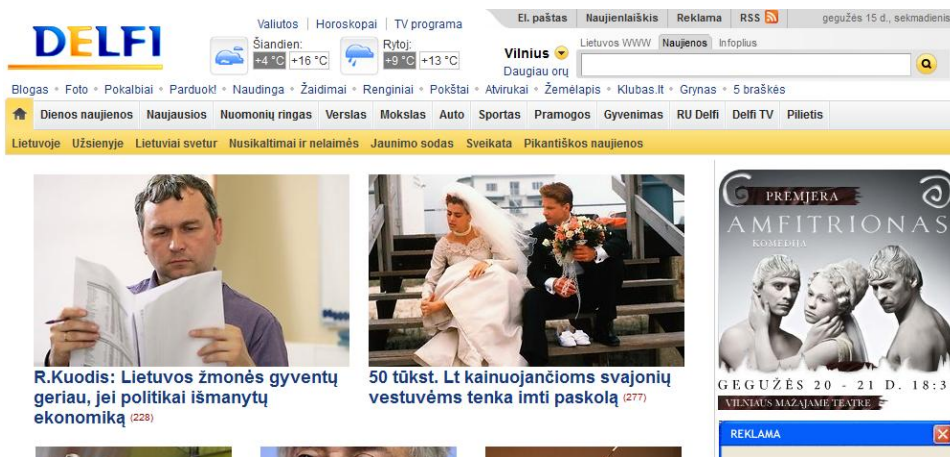 DELFI
Valiutos | Horoskopai | TV programa
El. paštas | Naujienlaiškis | Reklama | RSS
gegužės 15 d., sekmadienis
Šiandien:
+4 °C +16 °C
Rytoj:
+9 °C +13 °C
Vilnius
Daugiau orų
Lietuvos WWW Naujienos Infoplius
Blogas Foto Pokalbiai Parduok! Naudinga Žaidimai Renginiai Pokštai Atvirukai Žemėlapis Klubas.lt Grynas 5 braškės
Dienos naujienos Naujausios Nuomonių ringas Verslas Mokslas Auto Sportas Pramogos Gyvenimas RU Delfi Delfi TV Pilietis
Lietuvoje Užsienyje Lietuviai svetur Nusikaltimai ir nelaimės Jaunimo sodas Sveikata Pikantiškos naujienos
R.Kuodis: Lietuvos žmonės gyventų
geriau, jei politikai išmanytų
ekonomiką (228)
50 tūkst. Lt kainuojančioms svajonių
vestuvėms tenka imti paskolą (277)
PREMJERA
AMFITRIONAS
KOMEDIJA
GEGUŽĖS 20 - 21 D. 18:3
VILNIAUS MAŽAJAME TEATRE
REKLAMA